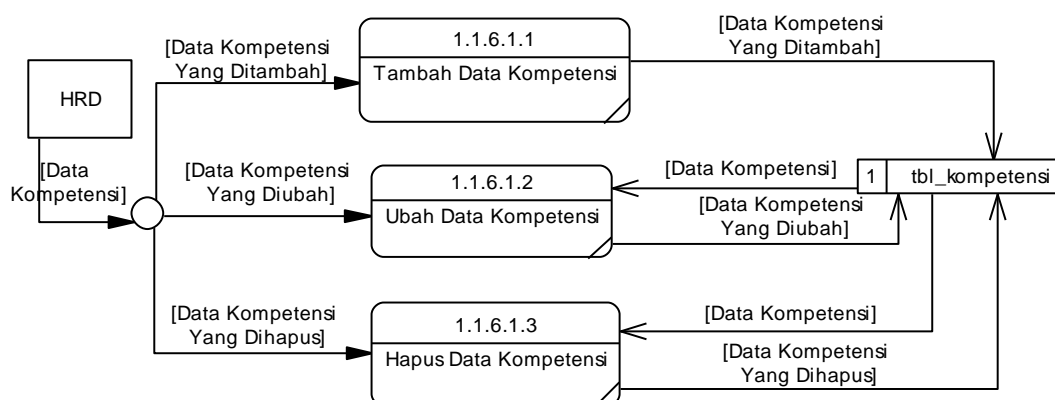 HRD
[Data
Kompetensi]
[Data Kompetensi
Yang Ditambah]
1.1.6.1.1
Tambah Data Kompetensi
[Data Kompetensi
Yang Ditambah]
[Data Kompetensi
Yang Diubah]
1.1.6.1.2
Ubah Data Kompetensi
[Data Kompetensi]
[Data Kompetensi
Yang Diubah]
1 tbl_kompetensi
[Data Kompetensi
Yang Dihapus]
1.1.6.1.3
Hapus Data Kompetensi
[Data Kompetensi]
[Data Kompetensi
Yang Dihapus]